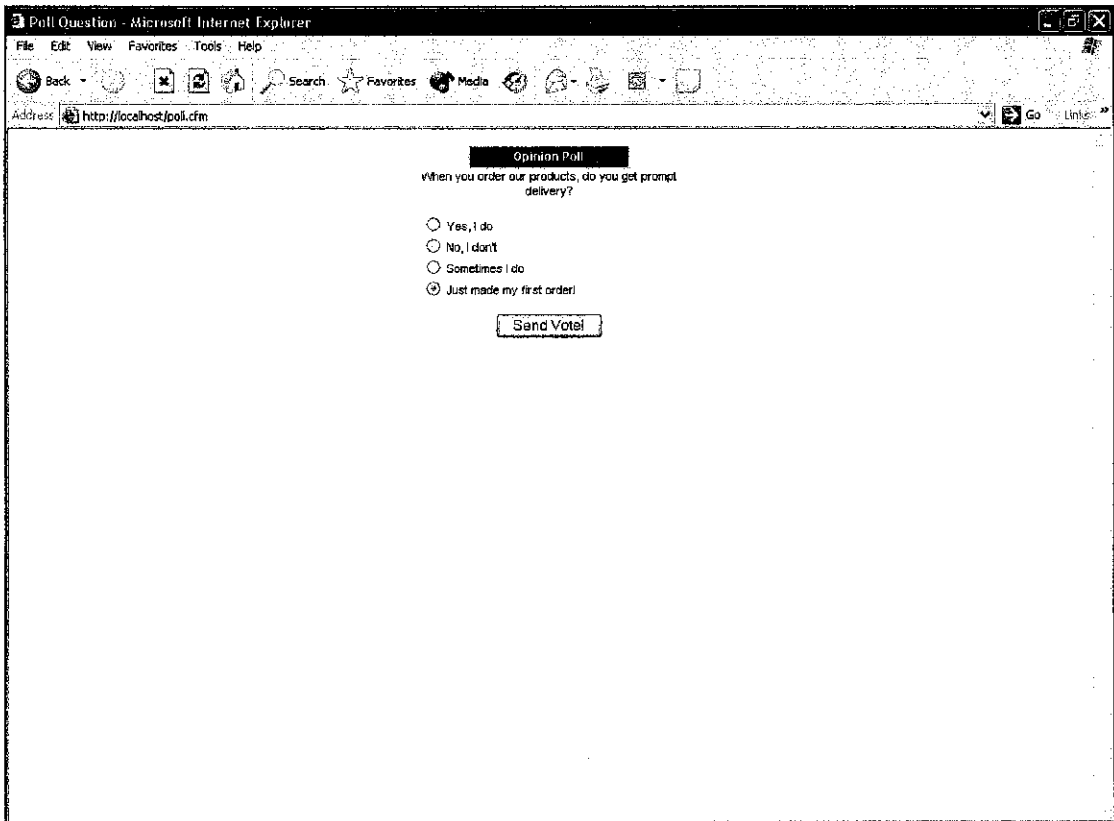 Poll Question - Microsoft Internet Explorer
File Edit View Favorites Tools Help
Back Search Favorites Media
Address http://localhost/poll.cfm Go Links »
Opinion Poll
When you order our products, do you get prompt
delivery?
Yes, I do
No, I don't
Sometimes I do
Just made my first order!
Send Vote!